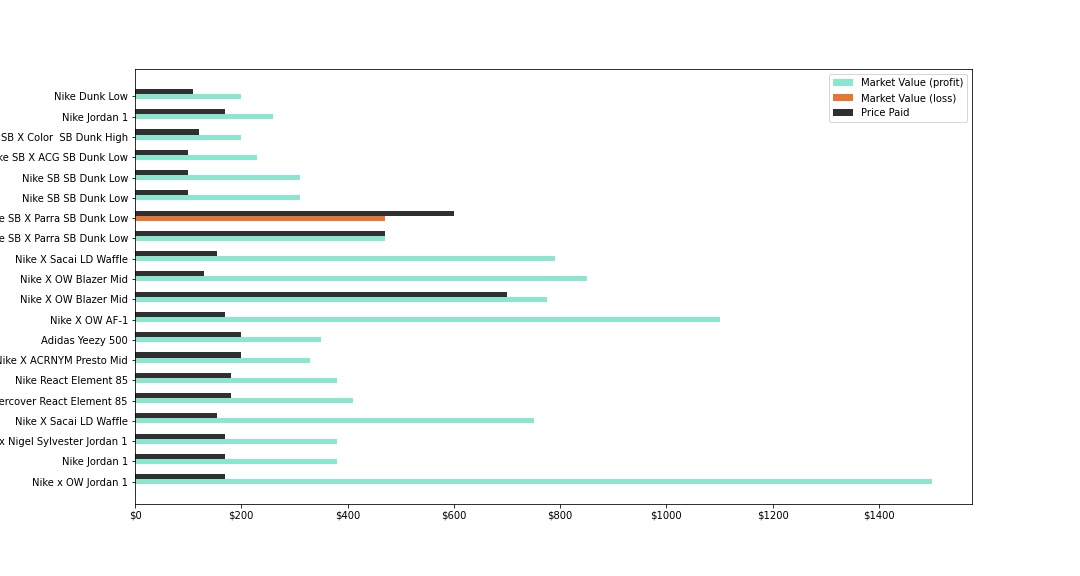 Market Value (profit)
Market Value (loss)
Price Paid
Nike Dunk Low
Nike Jordan 1
SB X Color  SB Dunk High
ke SB X ACG SB Dunk Low
Nike SB SB Dunk Low
Nike SB SB Dunk Low
e SB X Parra SB Dunk Low
e SB X Parra SB Dunk Low
Nike X Sacai LD Waffle
Nike X OW Blazer Mid
Nike X OW Blazer Mid
Nike X OW AF-1
Adidas Yeezy 500
Nike X ACRNYM Presto Mid
Nike React Element 85
ercover React Element 85
Nike X Sacai LD Waffle
x Nigel Sylvester Jordan 1
Nike Jordan 1
Nike x OW Jordan 1
$0 $200 $400 $600 $800 $1000 $1200 $1400